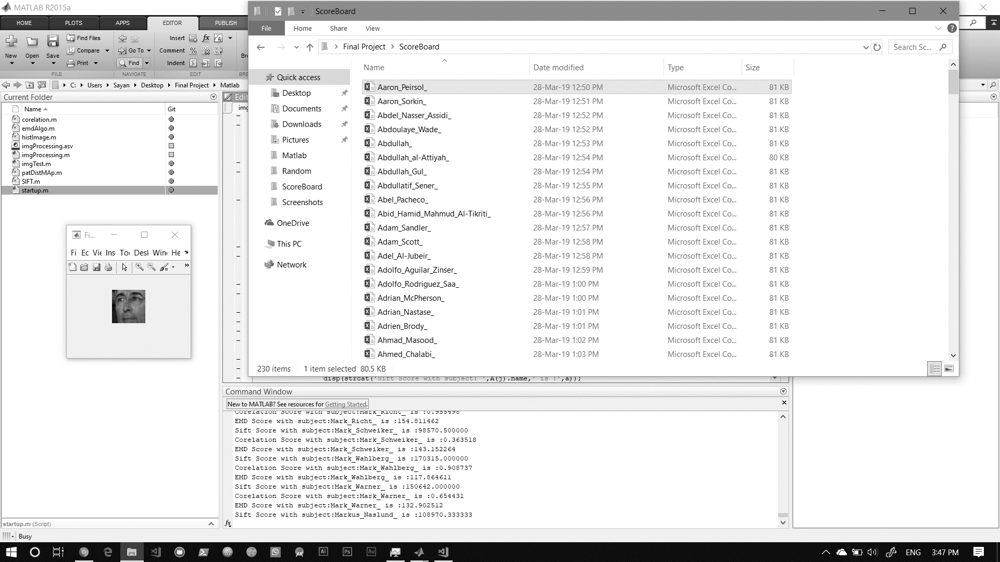 MATLAB R2015a
HOME PLOTS APPS EDITOR PUBLISH
New
Open
Save
Find Files
Compare
Print
FILE
Go To
Find
NAVIGATE
Insert
Comment
Indent
EDIT
C: Users Sayan Desktop Final Project Matlab
Current Folder
Name Git
corelation.m
emdAlgo.m
histImage.m
imgProcessing.asv
imgProcessing.m
imgTest.m
patDistMAp.m
SIFT.m
startup.m
Fi...
Fi Ec Vie Ins To Desl Win He
startup.m (Script)
Busy
ScoreBoard
File Home Share View
Final Project ScoreBoard
Search Sc...
Quick access
Desktop
Documents
Downloads
Pictures
Matlab
Random
ScoreBoard
Screenshots
OneDrive
This PC
Network
Name Date modified Type Size
Aaron_Peirsol_ 28-Mar-19 12:50 PM Microsoft Excel Co... 81 KB
Aaron_Sorkin_ 28-Mar-19 12:51 PM Microsoft Excel Co... 81 KB
Abdel_Nasser_Assidi_ 28-Mar-19 12:52 PM Microsoft Excel Co... 81 KB
Abdoulaye_Wade_ 28-Mar-19 12:52 PM Microsoft Excel Co... 81 KB
Abdullah_ 28-Mar-19 12:53 PM Microsoft Excel Co... 81 KB
Abdullah_al-Attiyah_ 28-Mar-19 12:54 PM Microsoft Excel Co... 80 KB
Abdullah_Gul_ 28-Mar-19 12:54 PM Microsoft Excel Co... 81 KB
Abdullatif_Sener_ 28-Mar-19 12:55 PM Microsoft Excel Co... 81 KB
Abel_Pacheco_ 28-Mar-19 12:56 PM Microsoft Excel Co... 81 KB
Abid_Hamid_Mahmud_Al-Tikriti_ 28-Mar-19 12:56 PM Microsoft Excel Co... 81 KB
Adam_Sandler_ 28-Mar-19 12:57 PM Microsoft Excel Co... 81 KB
Adam_Scott_ 28-Mar-19 12:58 PM Microsoft Excel Co... 81 KB
Adel_Al-Jubeir_ 28-Mar-19 12:58 PM Microsoft Excel Co... 81 KB
Adolfo_Aguilar_Zinser_ 28-Mar-19 12:59 PM Microsoft Excel Co... 81 KB
Adolfo_Rodriguez_Saa_ 28-Mar-19 1:00 PM Microsoft Excel Co... 81 KB
Adrian_McPherson_ 28-Mar-19 1:00 PM Microsoft Excel Co... 81 KB
Adrian_Nastase_ 28-Mar-19 1:01 PM Microsoft Excel Co... 81 KB
Adrien_Brody_ 28-Mar-19 1:01 PM Microsoft Excel Co... 81 KB
Ahmad_Masood_ 28-Mar-19 1:02 PM Microsoft Excel Co... 81 KB
Ahmed_Chalabi_ 28-Mar-19 1:03 PM Microsoft Excel Co... 81 KB
230 items 1 item selected 80.5 KB
disp(strcat('Sift Score with subject: ',A(j).name,' is :',a));
Command Window
New to MATLAB? See resources for Getting Started.
Corelation Score with subject:Mark_Richt_ is :0.955498
EMD Score with subject:Mark_Richt_ is :154.811462
Sift Score with subject:Mark_Schweiker_ is :98570.500000
Corelation Score with subject:Mark_Schweiker_ is :0.363518
EMD Score with subject:Mark_Schweiker_ is :143.152264
Sift Score with subject:Mark_Wahlberg_ is :170315.000000
Corelation Score with subject:Mark_Wahlberg_ is :0.908737
EMD Score with subject:Mark_Wahlberg_ is :117.864611
Sift Score with subject:Mark_Warner_ is :150642.000000
Corelation Score with subject:Mark_Warner_ is :0.654431
EMD Score with subject:Mark_Warner_ is :132.902512
Sift Score with subject:Markus_Naslund_ is :108970.333333
fx
Ai Ps Au
ENG 3:47 PM